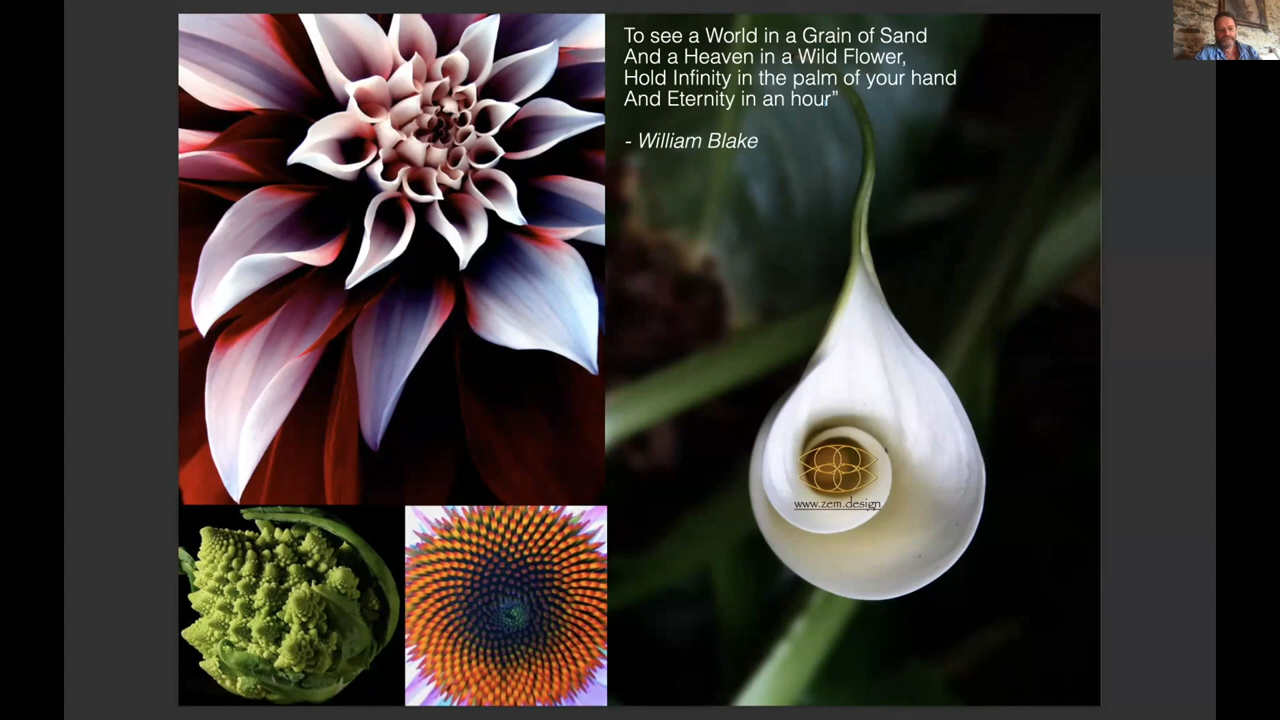 To see a World in a Grain of Sand
And a Heaven in a Wild Flower,
Hold Infinity in the palm of your hand
And Eternity in an hour”
- William Blake
www.zem.design